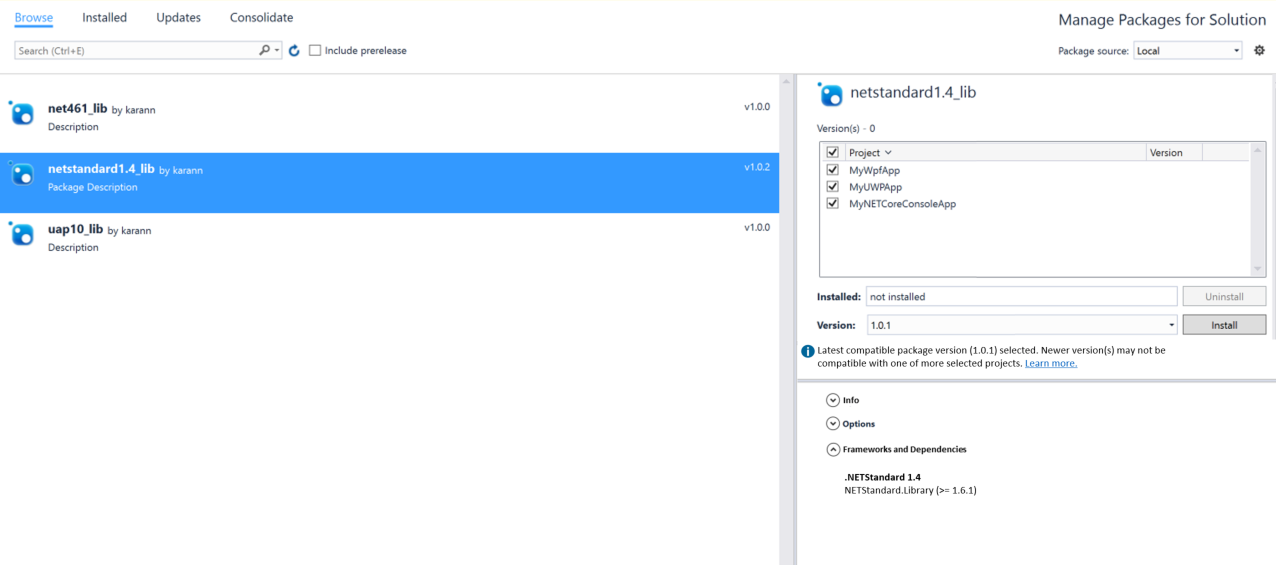 Browse Installed Updates Consolidate
Manage Packages for Solution
Search (Ctrl+E)
Include prerelease
Package source: Local
net461_lib by karann
v1.0.0
Description
netstandard1.4_lib by karann
v1.0.2
Package Description
uap10_lib by karann
v1.0.0
Description
netstandard1.4_lib
Version(s) - 0
Project Version
MyWpfApp
MyUWPApp
MyNETCoreConsoleApp
Installed: not installed Uninstall
Version: 1.0.1 Install
Latest compatible package version (1.0.1) selected. Newer version(s) may not be
compatible with one of more selected projects. Learn more.
Info
Options
Frameworks and Dependencies
.NETStandard 1.4
NETStandard.Library (>= 1.6.1)